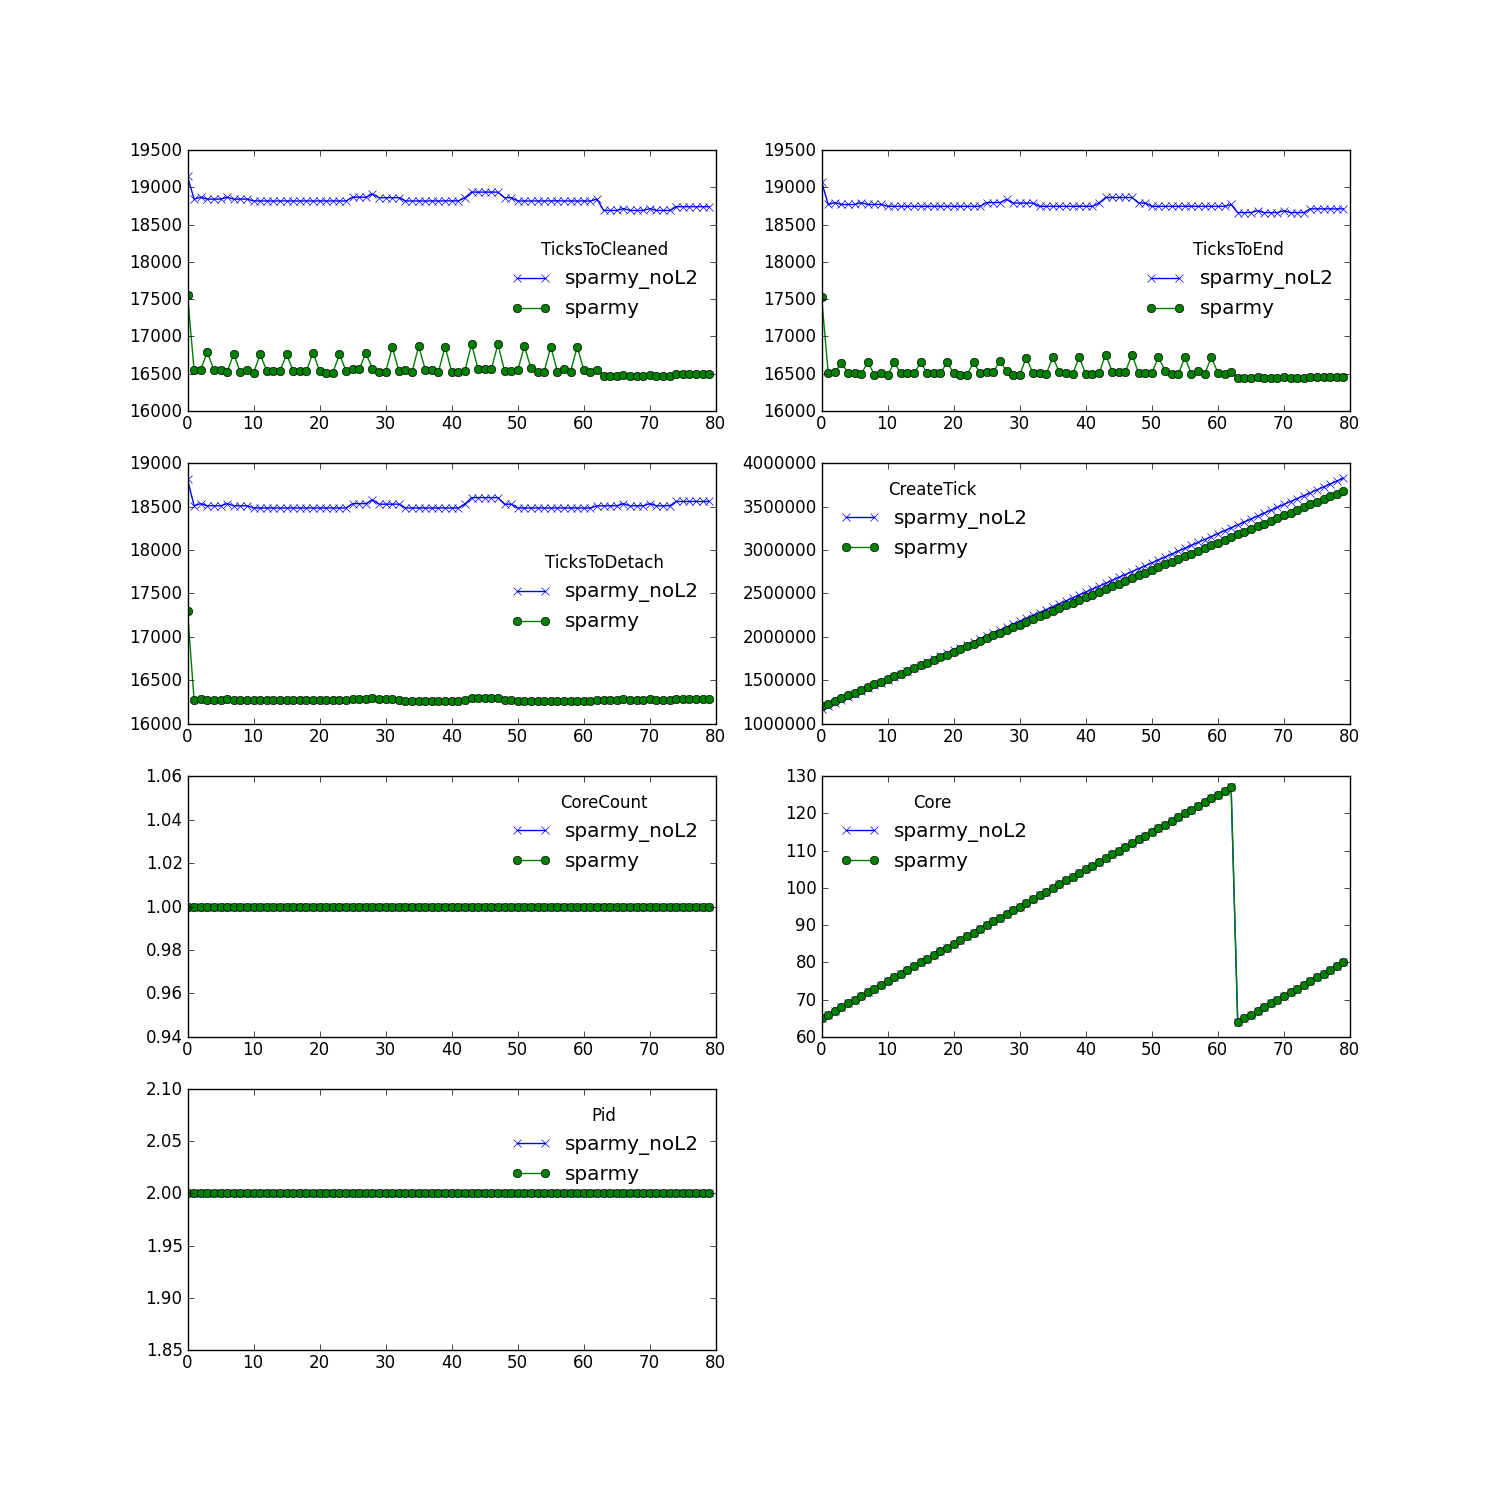 19500
19000
18500
18000
17500
17000
16500
16000
0 10 20 30 40 50 60 70 80
TicksToCleaned
sparmy_noL2
sparmy
19500
19000
18500
18000
17500
17000
16500
16000
0 10 20 30 40 50 60 70 80
TicksToEnd
sparmy_noL2
sparmy
19000
18500
18000
17500
17000
16500
16000
0 10 20 30 40 50 60 70 80
TicksToDetach
sparmy_noL2
sparmy
4000000
3500000
3000000
2500000
2000000
1500000
1000000
0 10 20 30 40 50 60 70 80
CreateTick
sparmy_noL2
sparmy
1.06
1.04
1.02
1.00
0.98
0.96
0.94
0 10 20 30 40 50 60 70 80
CoreCount
sparmy_noL2
sparmy
130
120
110
100
90
80
70
60
0 10 20 30 40 50 60 70 80
Core
sparmy_noL2
sparmy
2.10
2.05
2.00
1.95
1.90
1.85
0 10 20 30 40 50 60 70 80
Pid
sparmy_noL2
sparmy